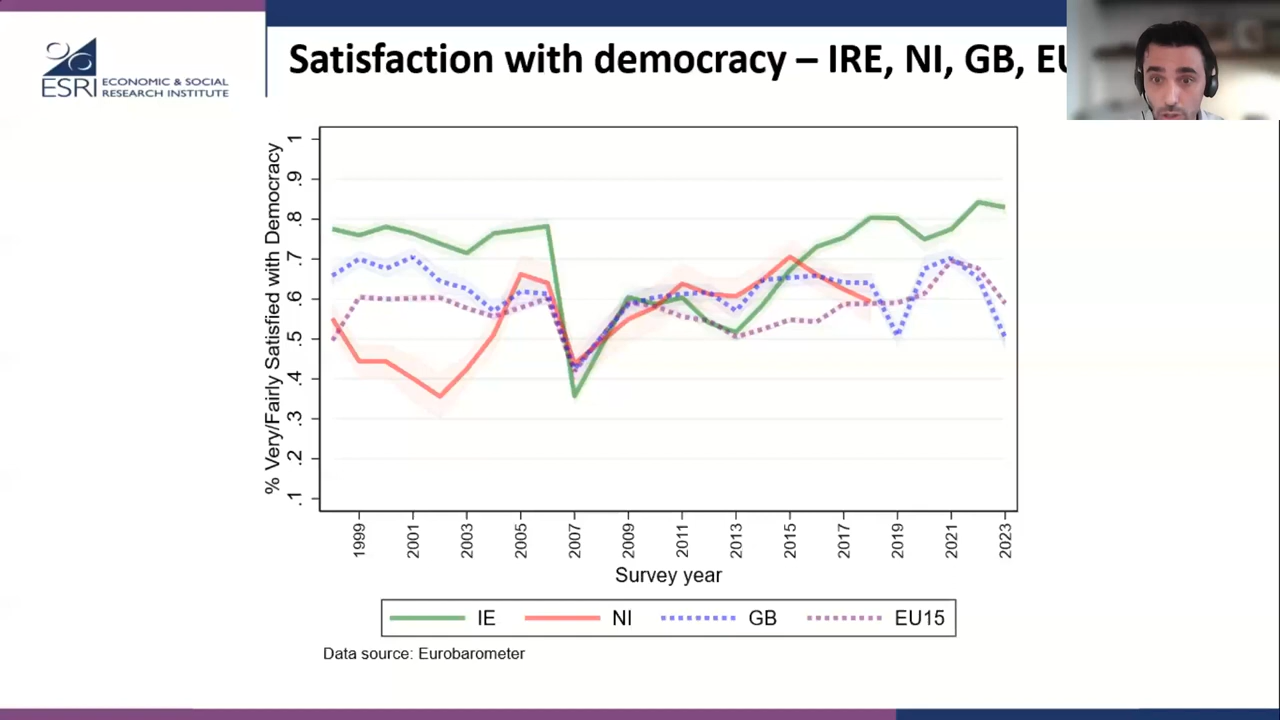 ESRI ECONOMIC & SOCIAL
RESEARCH INSTITUTE
Satisfaction with democracy – IRE, NI, GB, EU
% Very/Fairly Satisfied with Democracy
1
.9
.8
.7
.6
.5
.4
.3
.2
.1
1999 2001 2003 2005 2007 2009 2011 2013 2015 2017 2019 2021 2023
Survey year
IE NI GB EU15
Data source: Eurobarometer